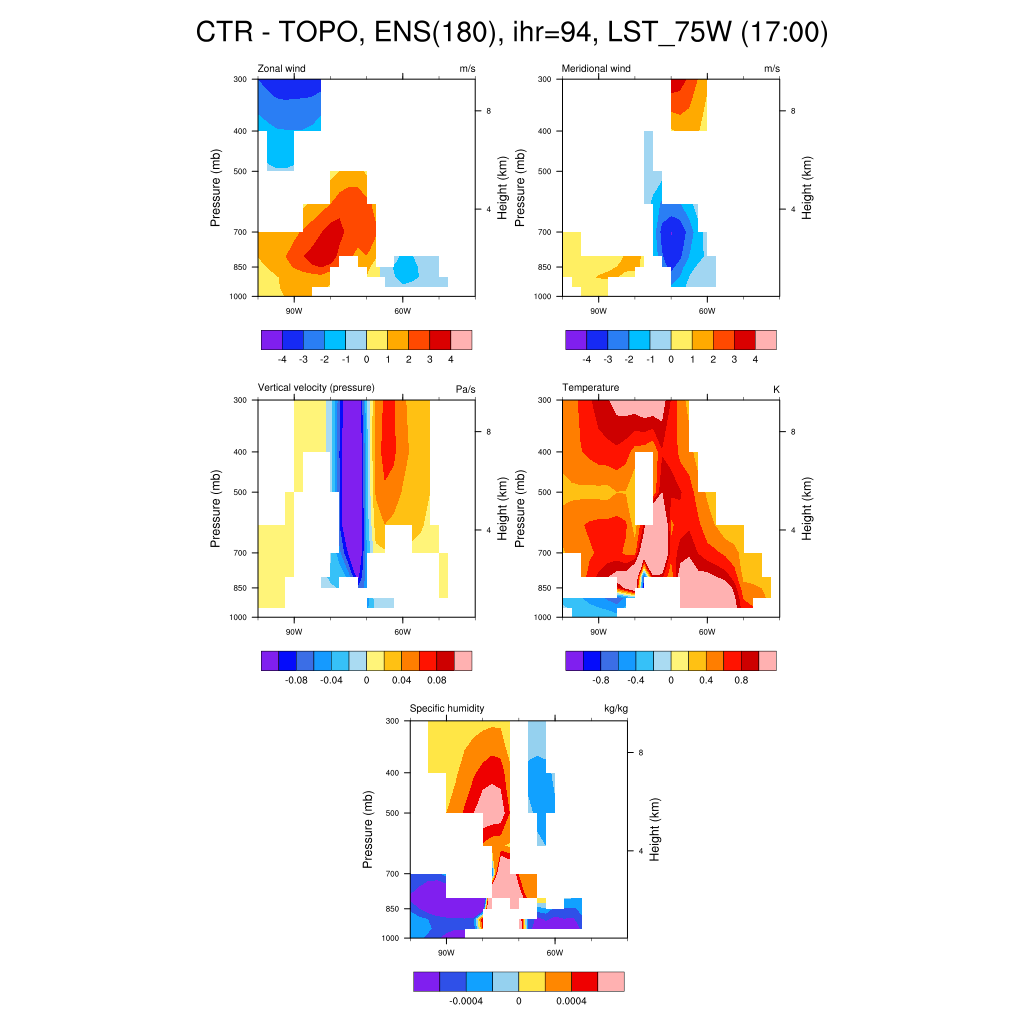 CTR - TOPO, ENS(180), ihr=94, LST_75W (17:00)
Zonal wind m/s
Pressure (mb)
300
400
500
700
850
1000
8
4
Height (km)
90W 60W
-4 -3 -2 -1 0 1 2 3 4
Meridional wind m/s
Pressure (mb)
300
400
500
700
850
1000
8
4
Height (km)
90W 60W
-4 -3 -2 -1 0 1 2 3 4
Vertical velocity (pressure) Pa/s
Pressure (mb)
300
400
500
700
850
1000
8
4
Height (km)
90W 60W
-0.08 -0.04 0 0.04 0.08
Temperature K
Pressure (mb)
300
400
500
700
850
1000
8
4
Height (km)
90W 60W
-0.8 -0.4 0 0.4 0.8
Specific humidity kg/kg
Pressure (mb)
300
400
500
700
850
1000
8
4
Height (km)
90W 60W
-0.0004 0 0.0004